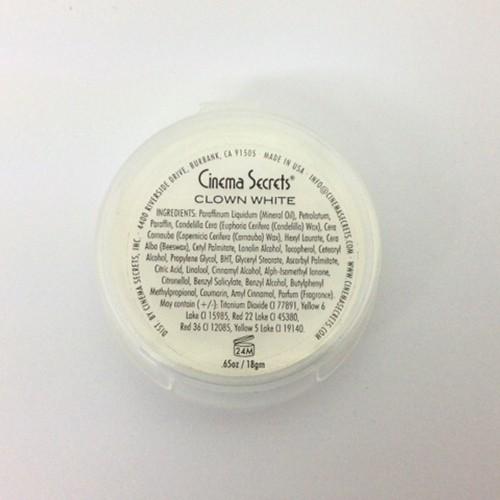 DIST BY CINEMA SECRETS, INC. · 4400 RIVERSIDE DRIVE, BURBANK, CA 91505 · MADE IN USA · INFO@CINEMASECRETS.COM · WWW.CINEMASECRETS.COM
Cinema Secrets®
CLOWN WHITE
INGREDIENTS: Paraffinum Liquidum (Mineral Oil), Petrolatum,
Paraffin, Candelilla Cera (Euphoria Cerifera (Candelilla) Wax), Cera
Carnauba (Copernicia Cerifera (Carnauba) Wax), Hexyl Laurate, Cera
Alba (Beeswax), Cetyl Palmitate, Lanolin Alcohol, Tocopherol, Cetearyl
Alcohol, Propylene Glycol, BHT, Glyceryl Stearate, Ascorbyl Palmitate,
Citric Acid, Linalool, Cinnamyl Alcohol, Alph-Isomethyl Ionone,
Citronellol, Benzyl Salicylate, Benzyl Alcohol, Butylphenyl
Methylpropional, Coumarin, Amyl Cinnamal, Parfum (Fragrance).
May contain (+/-): Titanium Dioxide CI 77891, Yellow 6
Lake CI 15985, Red 22 Lake CI 45380,
Red 36 CI 12085, Yellow 5 Lake CI 19140.
24M
.65oz / 18gm